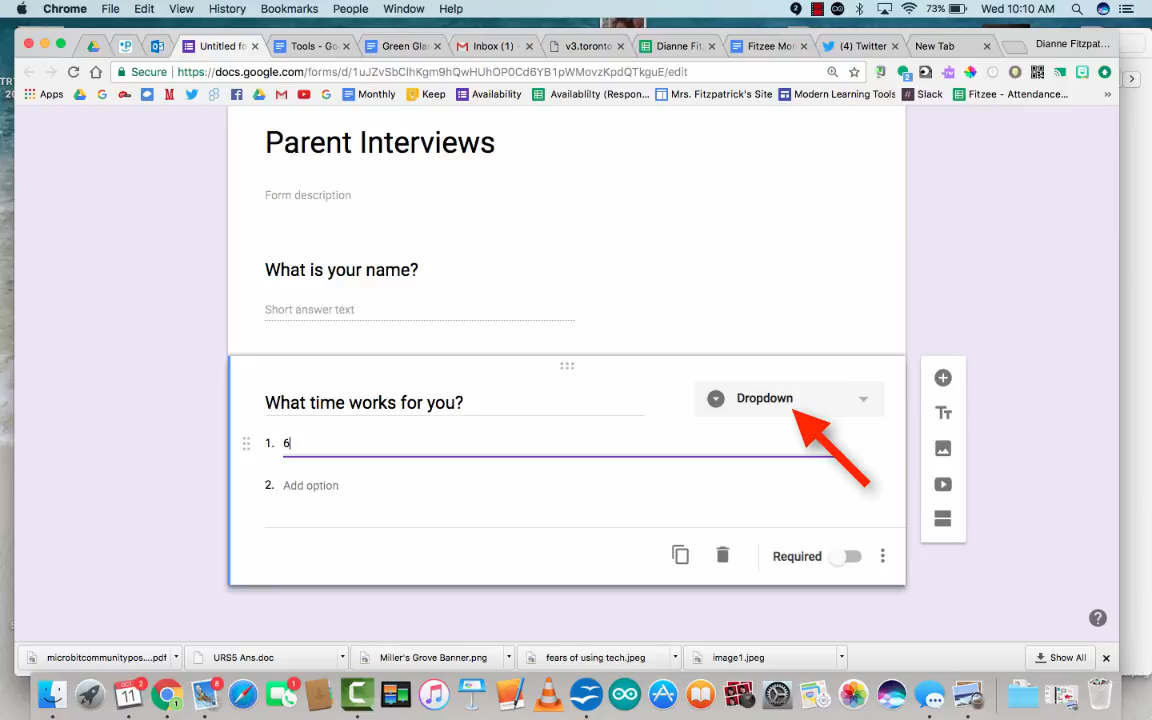 Chrome File Edit View History Bookmarks People Window Help 2 73% Wed 10:10 AM
Untitled fo Tools - Go Green Gla Inbox (1) - v3.toronto Dianne Fit Fitzee Mon (4) Twitter New Tab Dianne Fitzpat...
Secure https://docs.google.com/forms/d/1uJZvSbClhKgm9hQwHUhOP0Cd6YB1pWMovzKpdQTkguE/edit
Apps Monthly Keep Availability Availability (Respon... Mrs. Fitzpatrick's Site Modern Learning Tools Slack Fitzee - Attendance... »
Parent Interviews
Form description
What is your name?
Short answer text
What time works for you?
Dropdown
1. 6
2. Add option
Required
microbitcommunitypos....pdf URS5 Ans.doc Miller's Grove Banner.png fears of using tech.jpeg image1.jpeg Show All